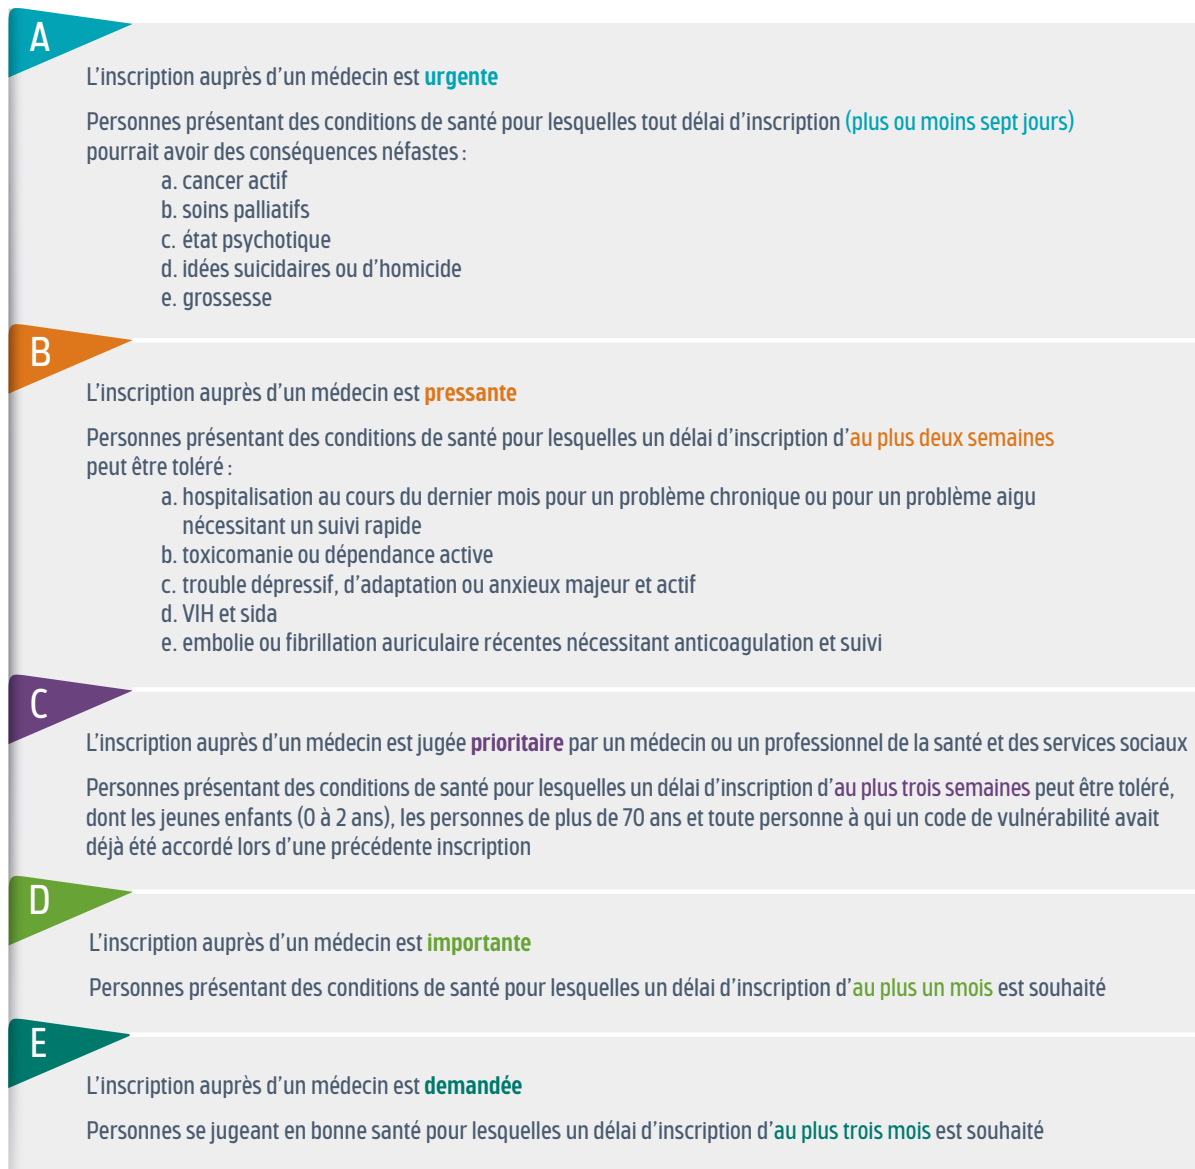 A
L'inscription auprès d'un médecin est urgente
Personnes présentant des conditions de santé pour lesquelles tout délai d'inscription (plus ou moins sept jours)
pourrait avoir des conséquences néfastes :
a. cancer actif
b. soins palliatifs
c. état psychotique
d. idées suicidaires ou d'homicide
e. grossesse
B
L'inscription auprès d'un médecin est pressante
Personnes présentant des conditions de santé pour lesquelles un délai d'inscription d'au plus deux semaines
peut être toléré :
a. hospitalisation au cours du dernier mois pour un problème chronique ou pour un problème aigu
nécessitant un suivi rapide
b. toxicomanie ou dépendance active
c. trouble dépressif, d'adaptation ou anxieux majeur et actif
d. VIH et sida
e. embolie ou fibrillation auriculaire récentes nécessitant anticoagulation et suivi
C
L'inscription auprès d'un médecin est jugée prioritaire par un médecin ou un professionnel de la santé et des services sociaux
Personnes présentant des conditions de santé pour lesquelles un délai d'inscription d'au plus trois semaines peut être toléré,
dont les jeunes enfants (0 à 2 ans), les personnes de plus de 70 ans et toute personne à qui un code de vulnérabilité avait
déjà été accordé lors d'une précédente inscription
D
L'inscription auprès d'un médecin est importante
Personnes présentant des conditions de santé pour lesquelles un délai d'inscription d'au plus un mois est souhaité
E
L'inscription auprès d'un médecin est demandée
Personnes se jugeant en bonne santé pour lesquelles un délai d'inscription d'au plus trois mois est souhaité